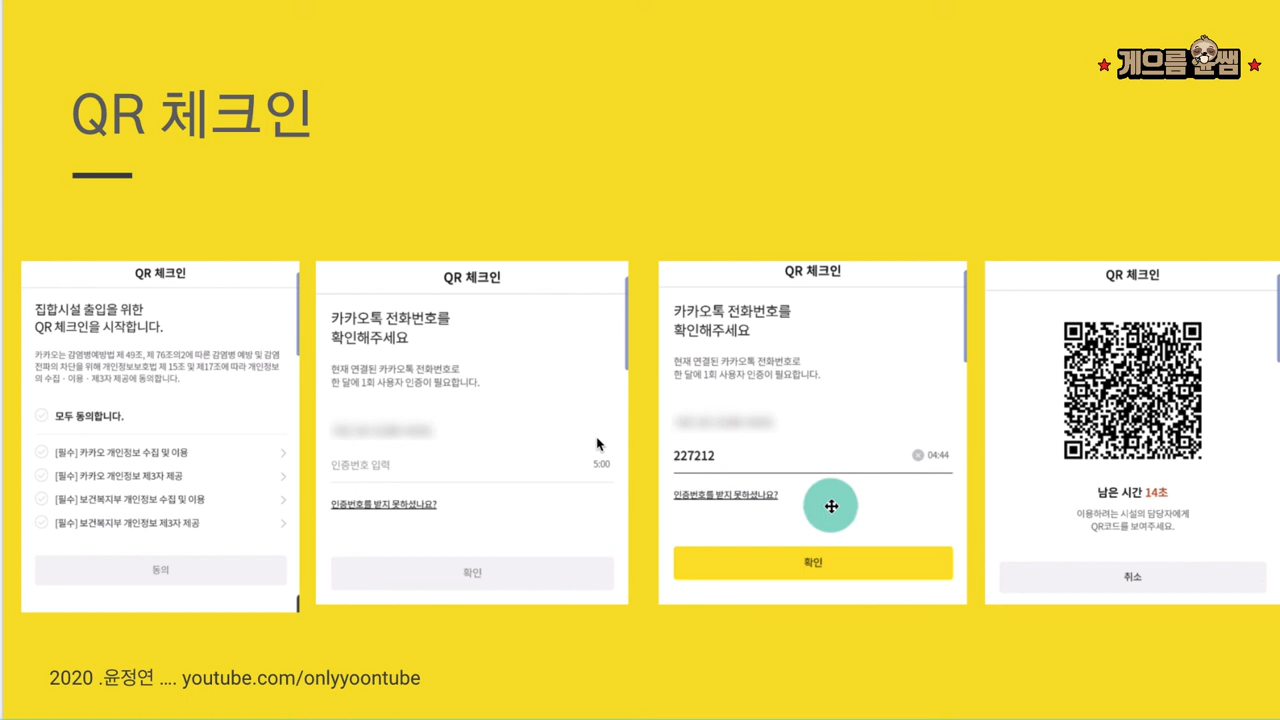 게으름 윤쌤
QR 체크인
QR 체크인
집합시설 출입을 위한
QR 체크인을 시작합니다.
카카오는 감염병예방법 제 49조, 제 76조의2에 따른 감염병 예방 및 감염
전파의 차단을 위해 개인정보보호법 제 15조 및 제17조에 따라 개인정보
의 수집 · 이용 · 제3자 제공에 동의합니다.
모두 동의합니다.
[필수] 카카오 개인정보 수집 및 이용
[필수] 카카오 개인정보 제3자 제공
[필수] 보건복지부 개인정보 수집 및 이용
[필수] 보건복지부 개인정보 제3자 제공
동의
QR 체크인
카카오톡 전화번호를
확인해주세요
현재 연결된 카카오톡 전화번호로
한 달에 1회 사용자 인증이 필요합니다.
인증번호 입력 5:00
인증번호를 받지 못하셨나요?
확인
QR 체크인
카카오톡 전화번호를
확인해주세요
현재 연결된 카카오톡 전화번호로
한 달에 1회 사용자 인증이 필요합니다.
227212 04:44
인증번호를 받지 못하셨나요?
확인
QR 체크인
남은 시간 14초
이용하려는 시설의 담당자에게
QR코드를 보여주세요.
취소
2020 .윤정연 .... youtube.com/onlyyoontube